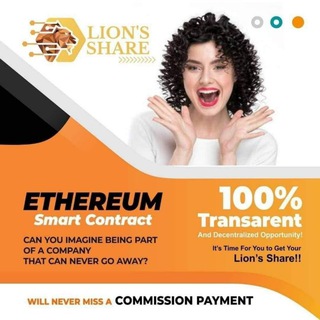 LION'S
SHARE
ETHEREUM
Smart Contract
CAN YOU IMAGINE BEING PART
OF A COMPANY
THAT CAN NEVER GO AWAY?
100%
Transarent
And Decentralized Opportunity!
It's Time For You to Get Your
Lion's Share!!
WILL NEVER MISS A COMMISSION PAYMENT